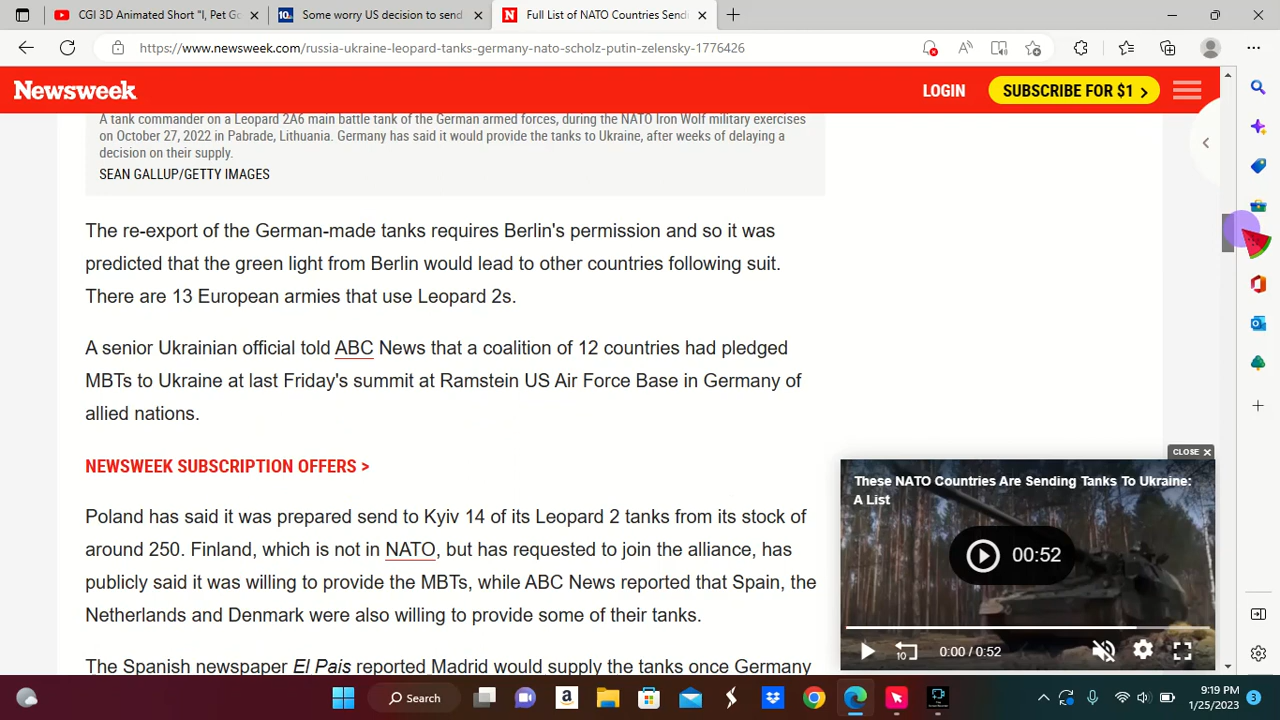 CGI 3D Animated Short "I, Pet Go
Some worry US decision to send
Full List of NATO Countries Sendi
https://www.newsweek.com/russia-ukraine-leopard-tanks-germany-nato-scholz-putin-zelensky-1776426
Newsweek
LOGIN
SUBSCRIBE FOR $1
A tank commander on a Leopard 2A6 main battle tank of the German armed forces, during the NATO Iron Wolf military exercises
on October 27, 2022 in Pabrade, Lithuania. Germany has said it would provide the tanks to Ukraine, after weeks of delaying a
decision on their supply.
SEAN GALLUP/GETTY IMAGES
The re-export of the German-made tanks requires Berlin's permission and so it was
predicted that the green light from Berlin would lead to other countries following suit.
There are 13 European armies that use Leopard 2s.
A senior Ukrainian official told ABC News that a coalition of 12 countries had pledged
MBTs to Ukraine at last Friday's summit at Ramstein US Air Force Base in Germany of
allied nations.
NEWSWEEK SUBSCRIPTION OFFERS >
Poland has said it was prepared send to Kyiv 14 of its Leopard 2 tanks from its stock of
around 250. Finland, which is not in NATO, but has requested to join the alliance, has
publicly said it was willing to provide the MBTs, while ABC News reported that Spain, the
Netherlands and Denmark were also willing to provide some of their tanks.
The Spanish newspaper El Pais reported Madrid would supply the tanks once Germany
CLOSE
These NATO Countries Are Sending Tanks To Ukraine:
A List
00:52
10
0:00 / 0:52
Search
9:19 PM
1/25/2023
3